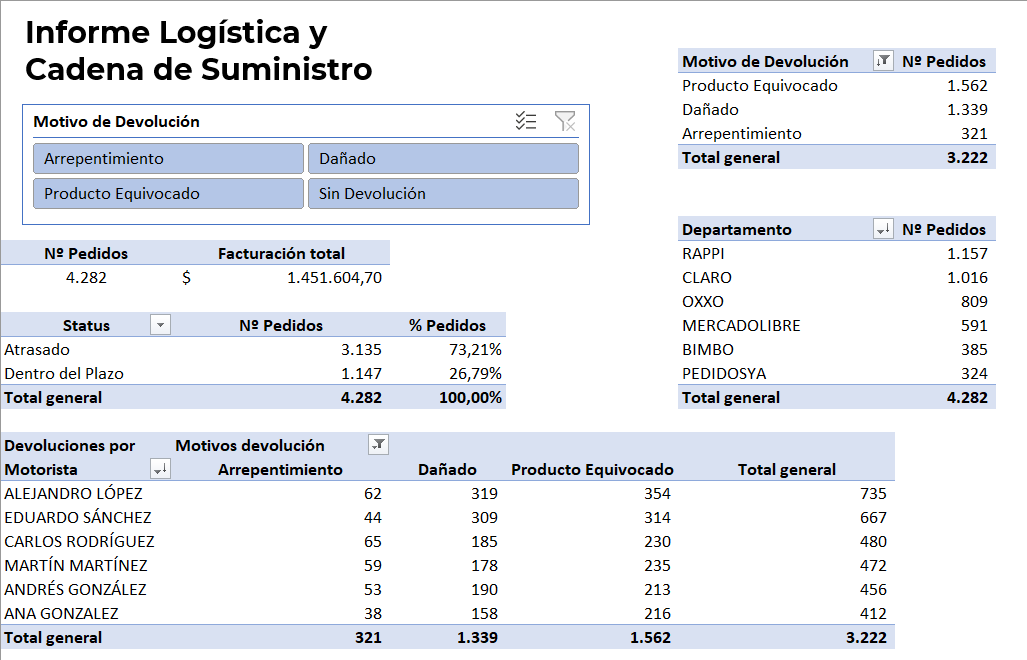 Informe Logística y
Cadena de Suministro
Motivo de Devolución
Arrepentimiento Dañado
Producto Equivocado Sin Devolución
Nº Pedidos Facturación total
4.282 $ 1.451.604,70
Status Nº Pedidos % Pedidos
Atrasado 3.135 73,21%
Dentro del Plazo 1.147 26,79%
Total general 4.282 100,00%
Motivo de Devolución Nº Pedidos
Producto Equivocado 1.562
Dañado 1.339
Arrepentimiento 321
Total general 3.222
Departamento Nº Pedidos
RAPPI 1.157
CLARO 1.016
OXXO 809
MERCADOLIBRE 591
BIMBO 385
PEDIDOSYA 324
Total general 4.282
Devoluciones por Motivos devolución
Motorista Arrepentimiento Dañado Producto Equivocado Total general
ALEJANDRO LÓPEZ 62 319 354 735
EDUARDO SÁNCHEZ 44 309 314 667
CARLOS RODRÍGUEZ 65 185 230 480
MARTÍN MARTÍNEZ 59 178 235 472
ANDRÉS GONZÁLEZ 53 190 213 456
ANA GONZALEZ 38 158 216 412
Total general 321 1.339 1.562 3.222